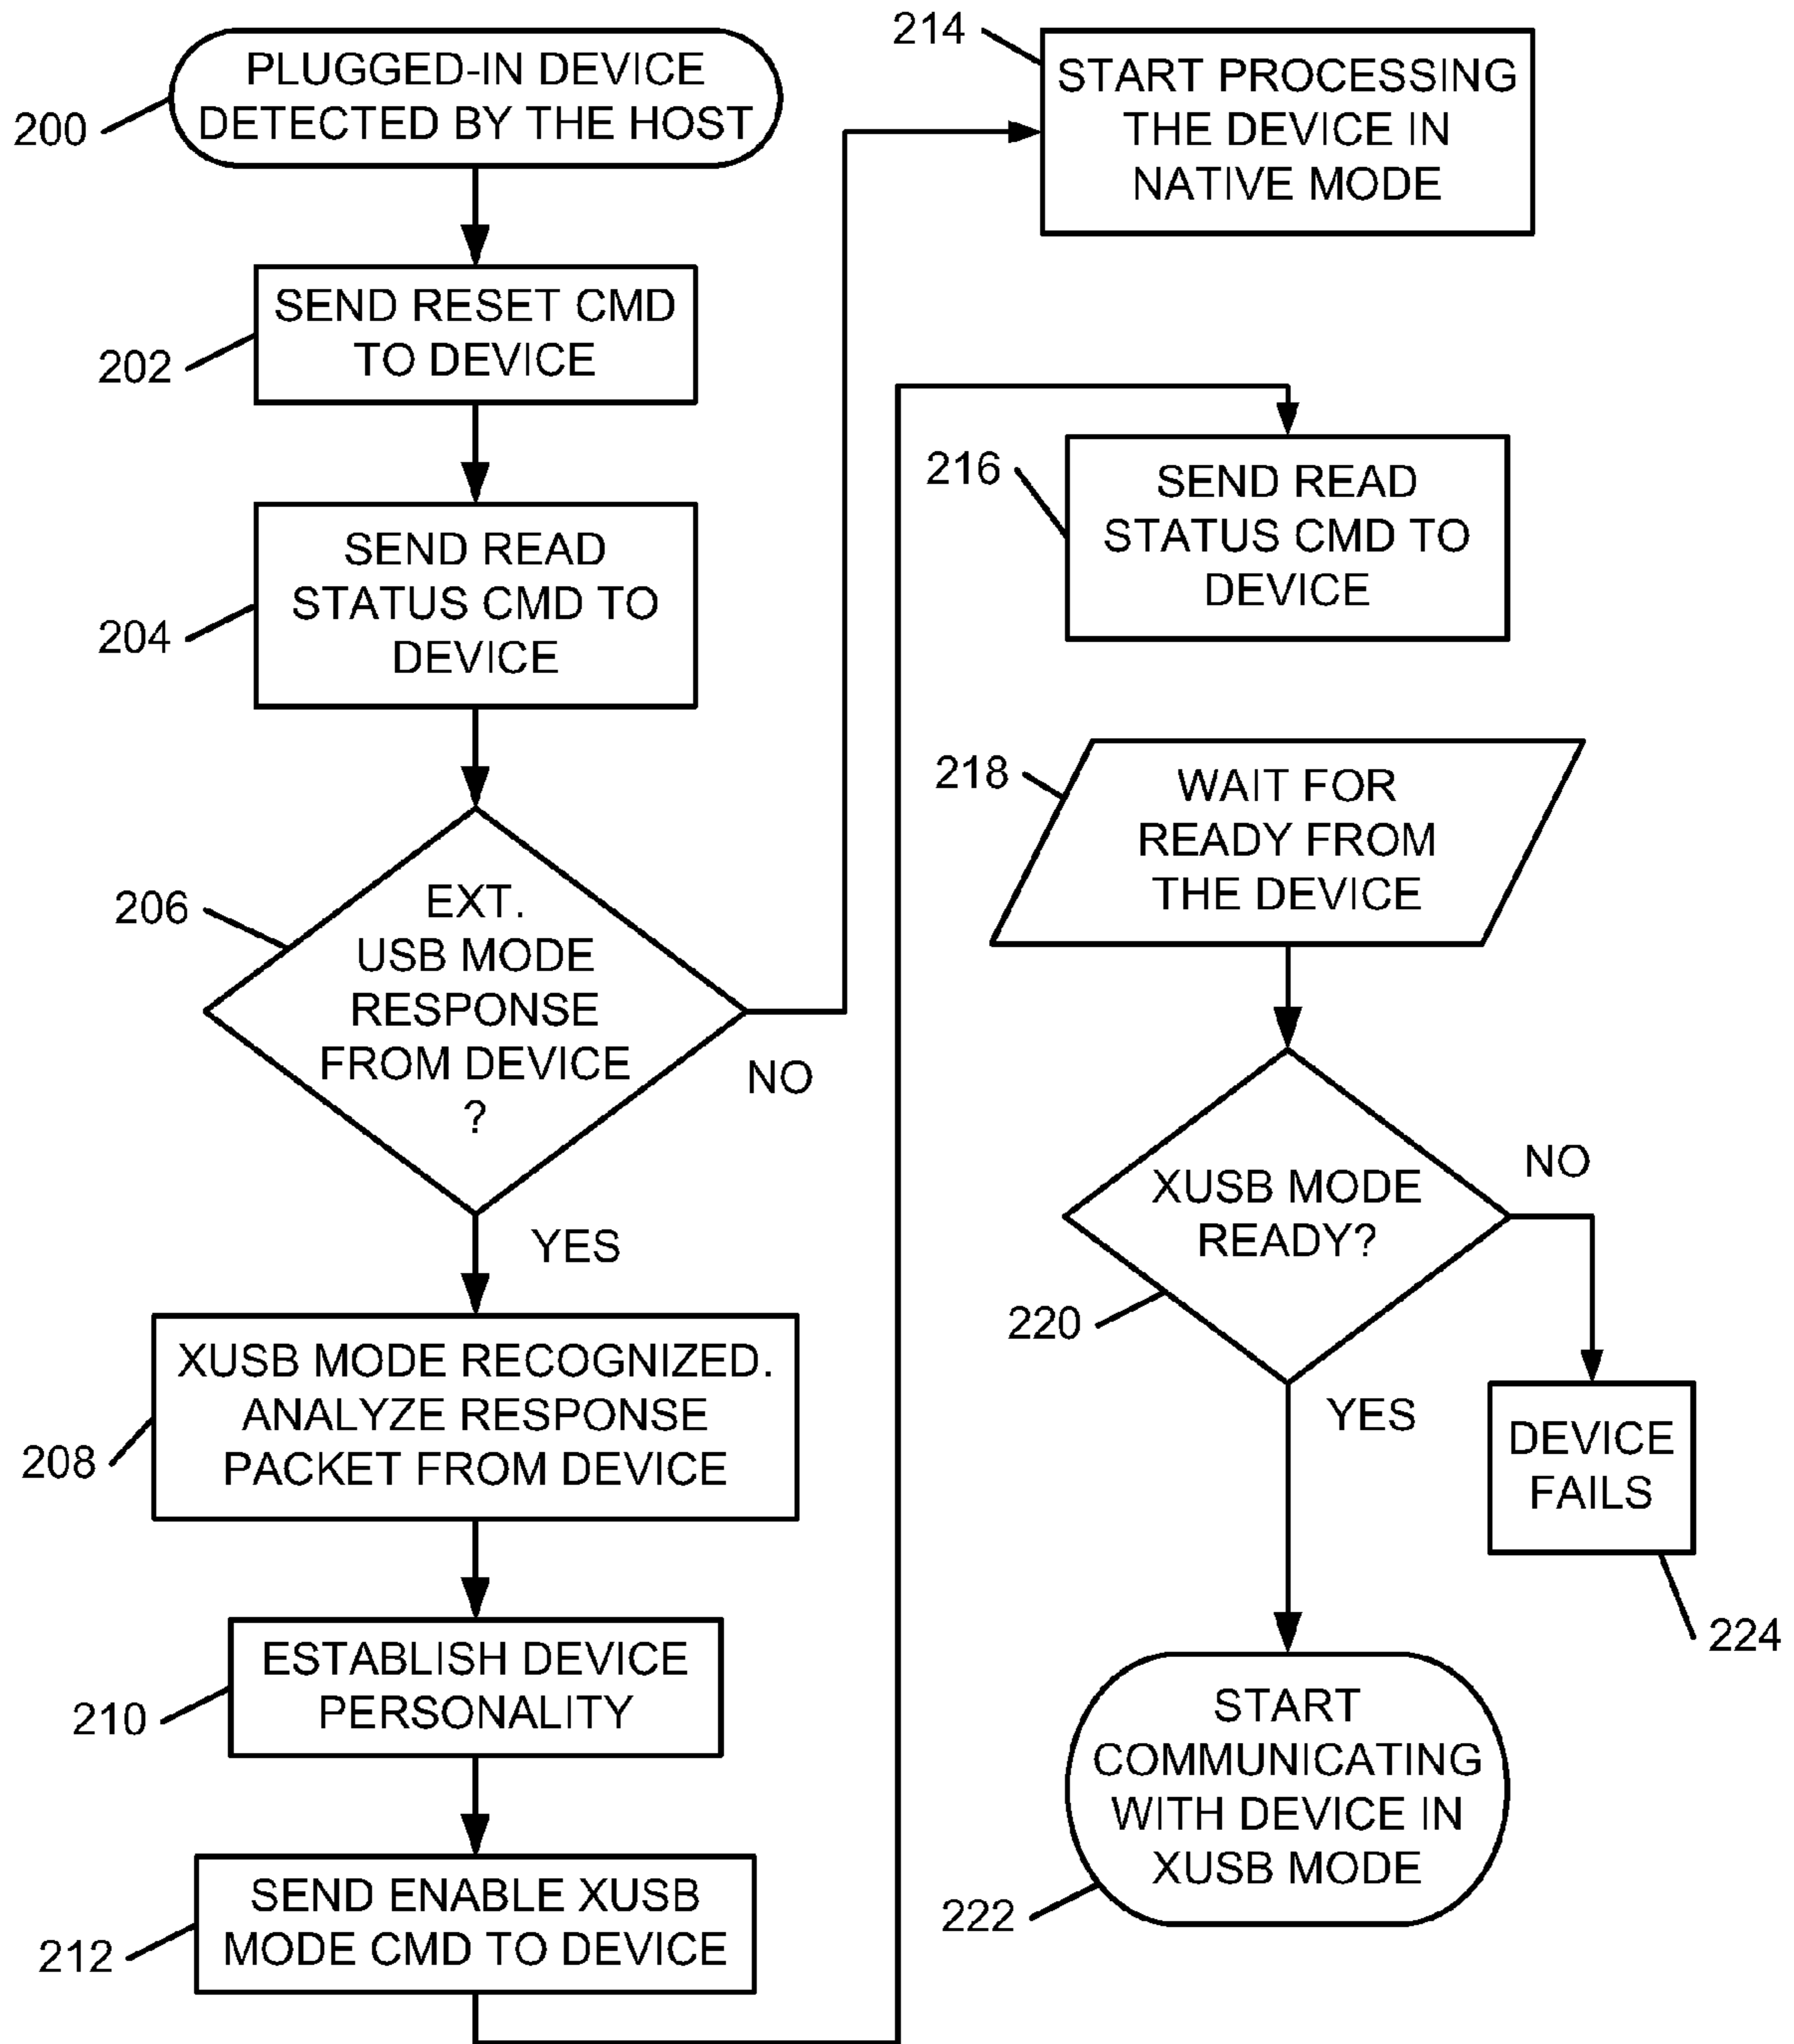 200
PLUGGED-IN DEVICE
DETECTED BY THE HOST
202
SEND RESET CMD
TO DEVICE
204
SEND READ
STATUS CMD TO
DEVICE
206
EXT.
USB MODE
RESPONSE
FROM DEVICE
?
NO
YES
208
XUSB MODE RECOGNIZED.
ANALYZE RESPONSE
PACKET FROM DEVICE
210
ESTABLISH DEVICE
PERSONALITY
212
SEND ENABLE XUSB
MODE CMD TO DEVICE
214
START PROCESSING
THE DEVICE IN
NATIVE MODE
216
SEND READ
STATUS CMD TO
DEVICE
218
WAIT FOR
READY FROM
THE DEVICE
220
XUSB MODE
READY?
NO
YES
DEVICE
FAILS
224
222
START
COMMUNICATING
WITH DEVICE IN
XUSB MODE